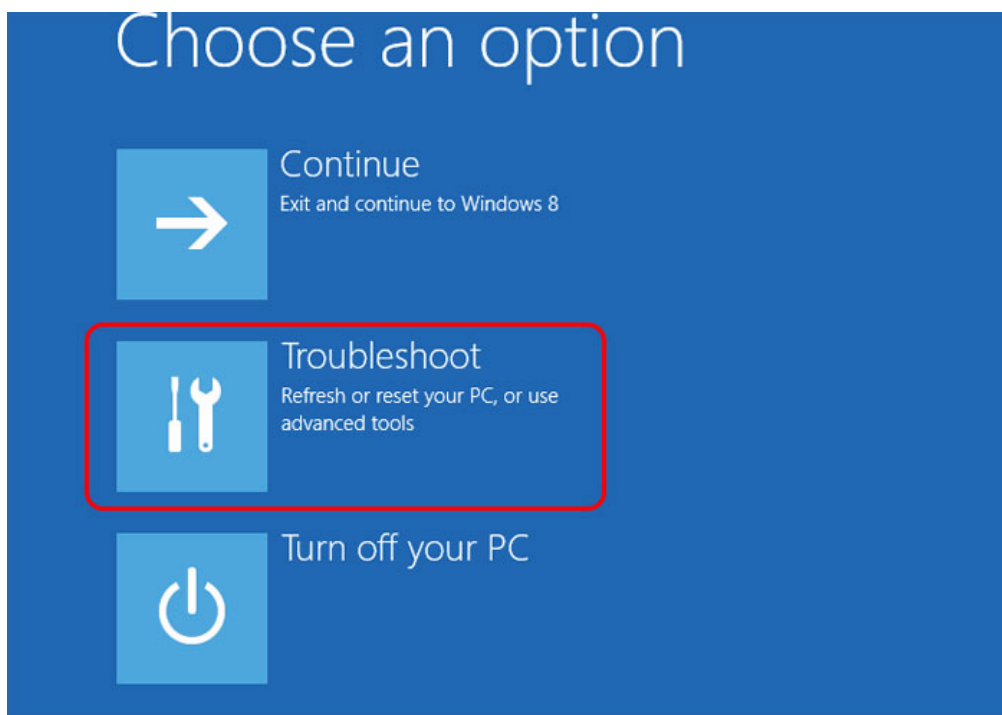 Choose an option
Continue
Exit and continue to Windows 8
Troubleshoot
Refresh or reset your PC, or use
advanced tools
Turn off your PC